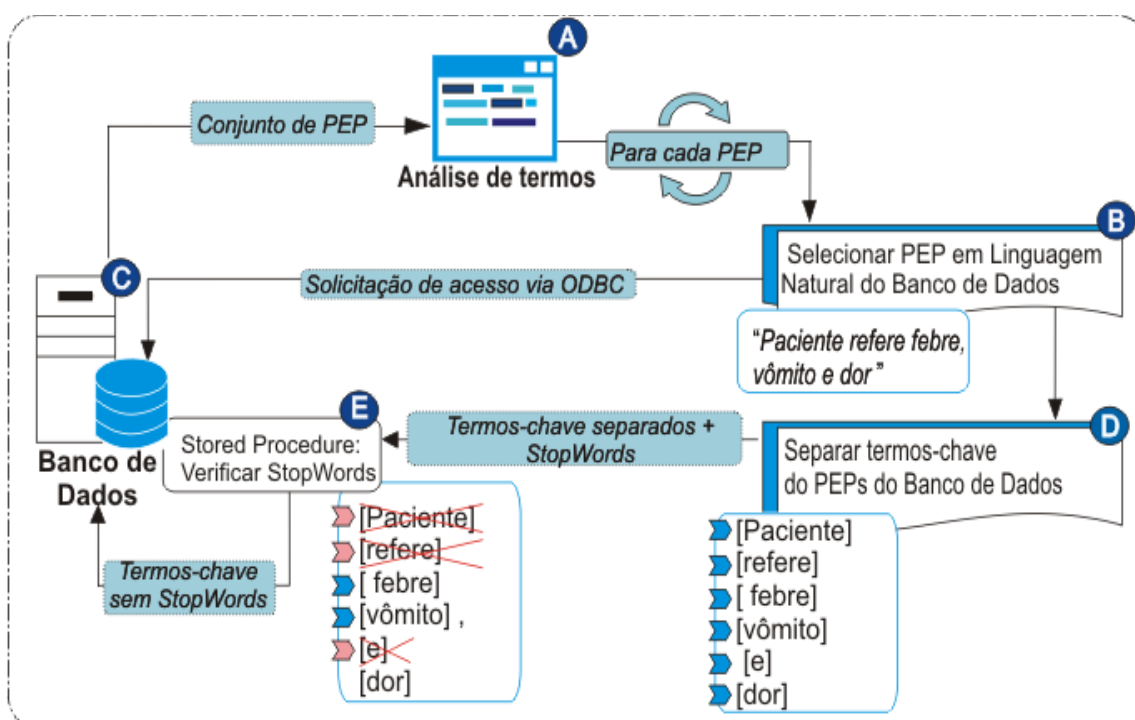 A
Conjunto de PEP
Para cada PEP
Análise de termos
B
Selecionar PEP em Linguagem
Natural do Banco de Dados
C
Solicitação de acesso via ODBC
“Paciente refere febre,
vômito e dor ”
E
Termos-chave separados +
StopWords
D
Separar termos-chave
do PEPs do Banco de Dados
Stored Procedure:
Verificar StopWords
Banco de
Dados
[Paciente]
[refere]
[ febre]
[vômito] ,
[e]
[dor]
[Paciente]
[refere]
[ febre]
[vômito]
[e]
[dor]
Termos-chave
sem StopWords